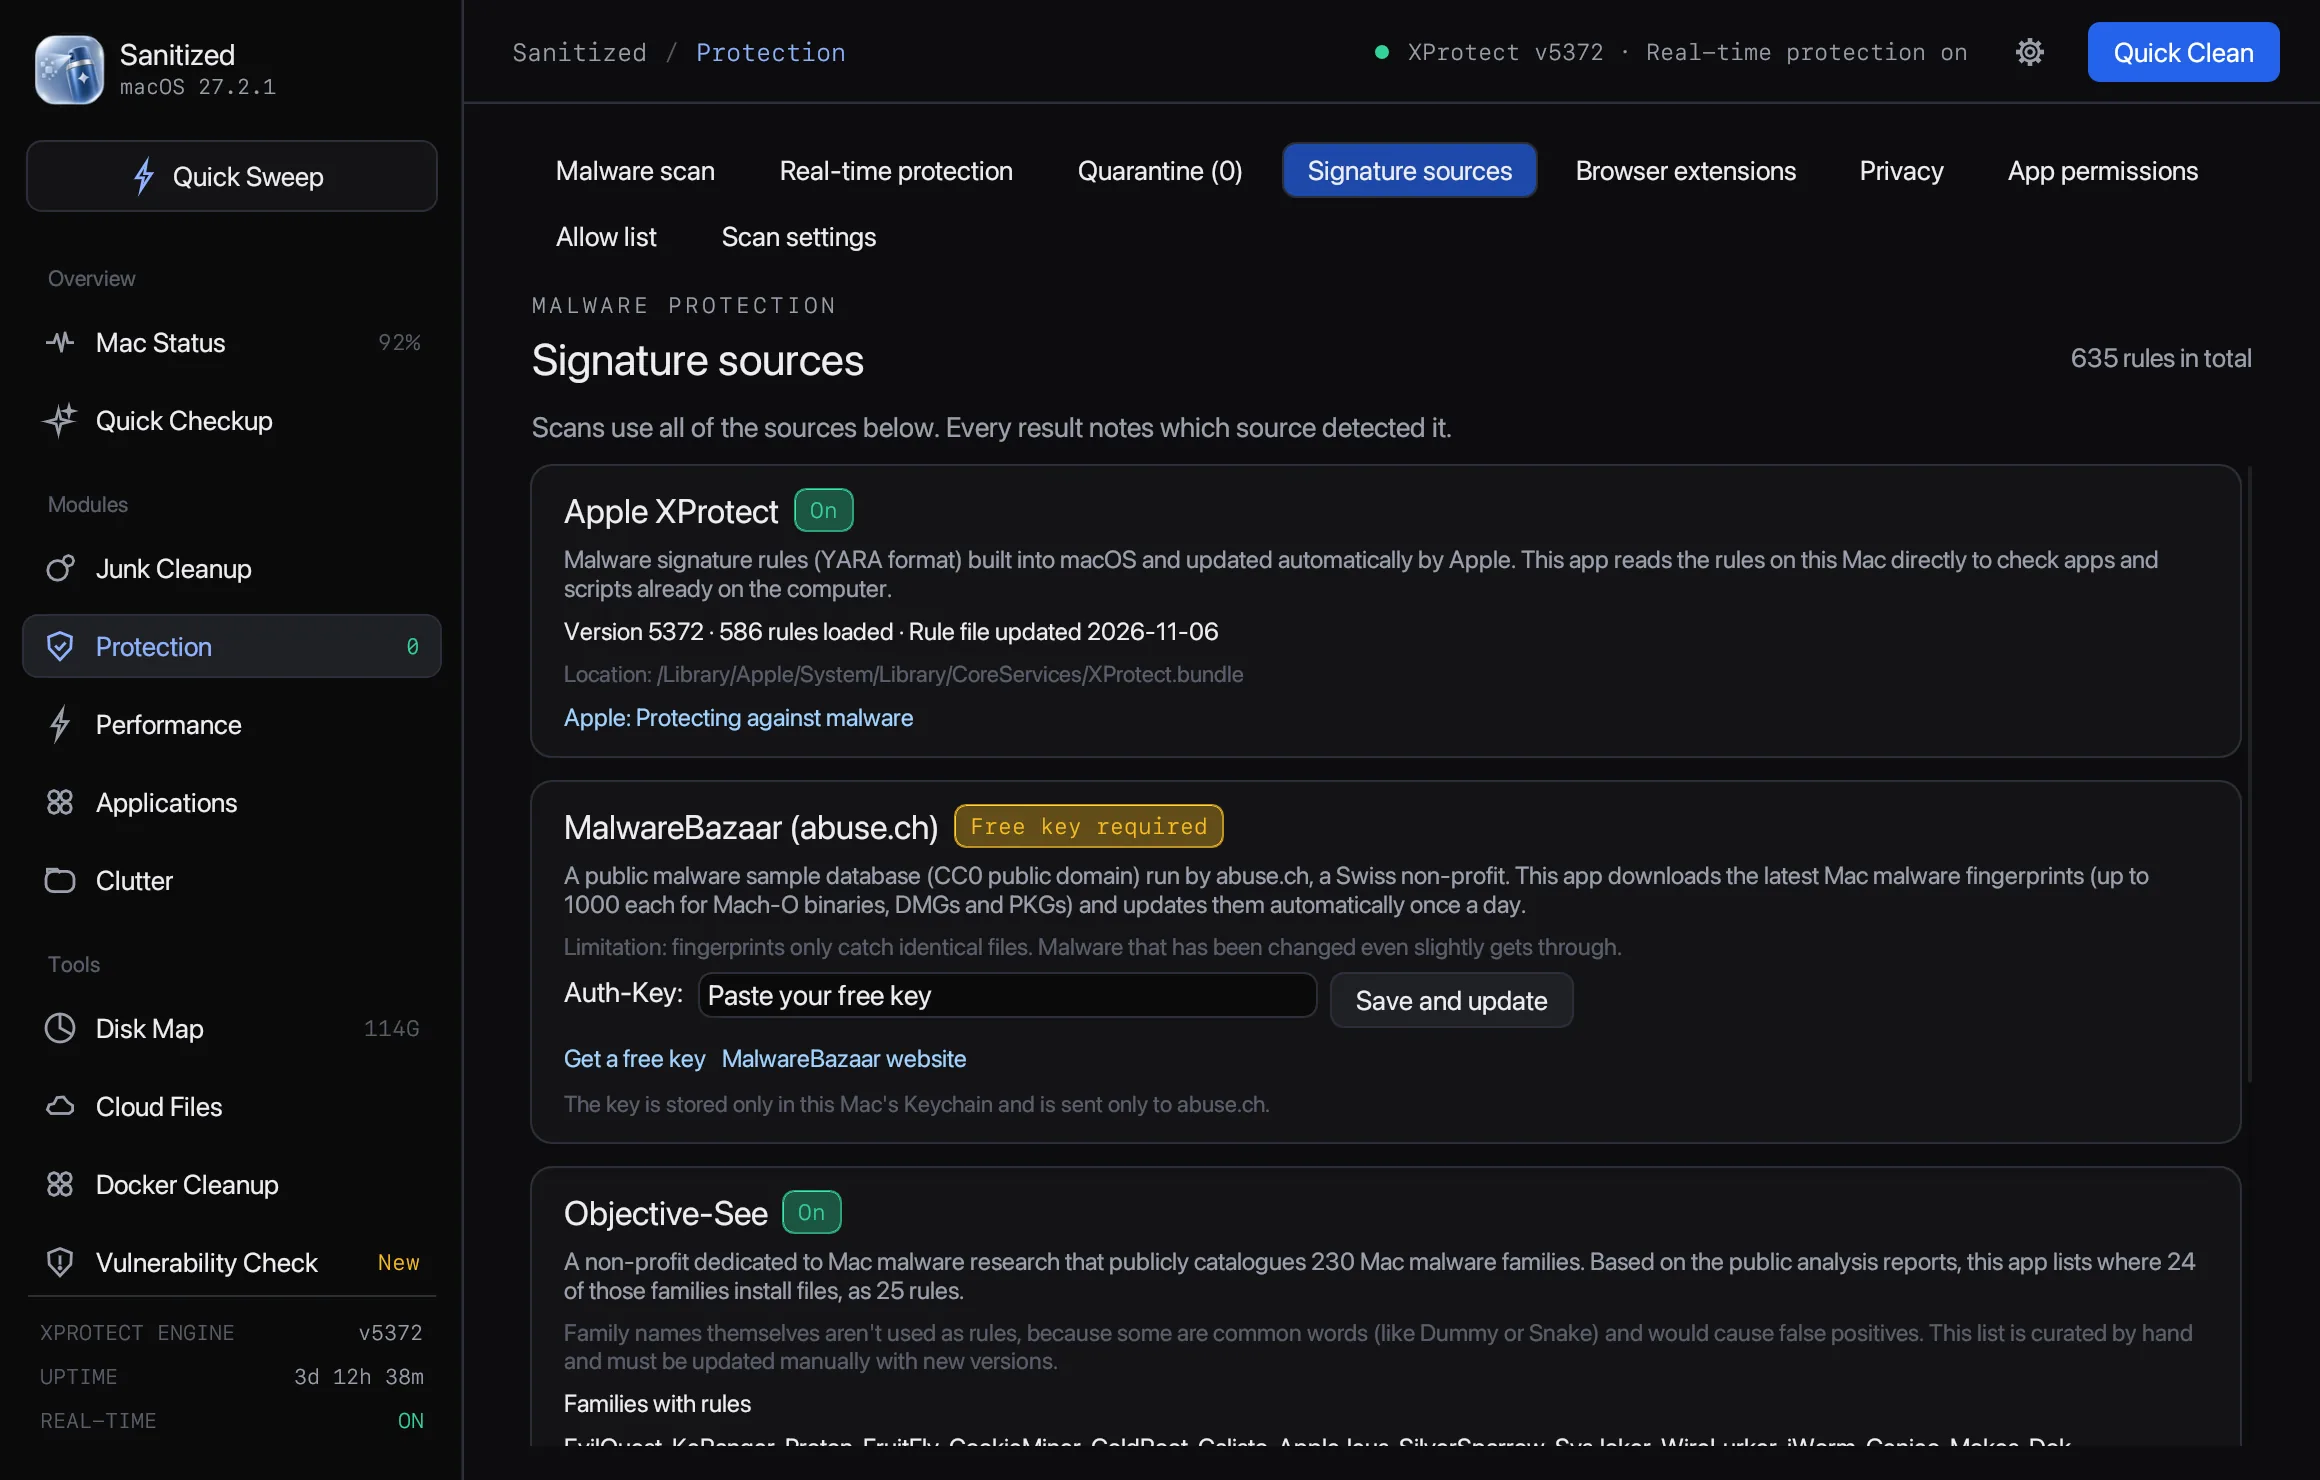 Sanitized
macOS 27.2.1
Quick Sweep
Overview
Mac Status 92%
Quick Checkup
Modules
Junk Cleanup
Protection 0
Performance
Applications
Clutter
Tools
Disk Map 114G
Cloud Files
Docker Cleanup
Vulnerability Check New
XPROTECT ENGINE v5372
UPTIME 3d 12h 38m
REAL-TIME ON
Sanitized / Protection
XProtect v5372 · Real-time protection on
Quick Clean
Malware scan Real-time protection Quarantine (0) Signature sources Browser extensions Privacy App permissions
Allow list Scan settings
MALWARE PROTECTION
Signature sources
635 rules in total
Scans use all of the sources below. Every result notes which source detected it.
Apple XProtect On
Malware signature rules (YARA format) built into macOS and updated automatically by Apple. This app reads the rules on this Mac directly to check apps and
scripts already on the computer.
Version 5372 · 586 rules loaded · Rule file updated 2026-11-06
Location: /Library/Apple/System/Library/CoreServices/XProtect.bundle
Apple: Protecting against malware
MalwareBazaar (abuse.ch) Free key required
A public malware sample database (CC0 public domain) run by abuse.ch, a Swiss non-profit. This app downloads the latest Mac malware fingerprints (up to
1000 each for Mach-O binaries, DMGs and PKGs) and updates them automatically once a day.
Limitation: fingerprints only catch identical files. Malware that has been changed even slightly gets through.
Auth-Key: Paste your free key Save and update
Get a free key MalwareBazaar website
The key is stored only in this Mac's Keychain and is sent only to abuse.ch.
Objective-See On
A non-profit dedicated to Mac malware research that publicly catalogues 230 Mac malware families. Based on the public analysis reports, this app lists where 24
of those families install files, as 25 rules.
Family names themselves aren't used as rules, because some are common words (like Dummy or Snake) and would cause false positives. This list is curated by hand
and must be updated manually with new versions.
Families with rules